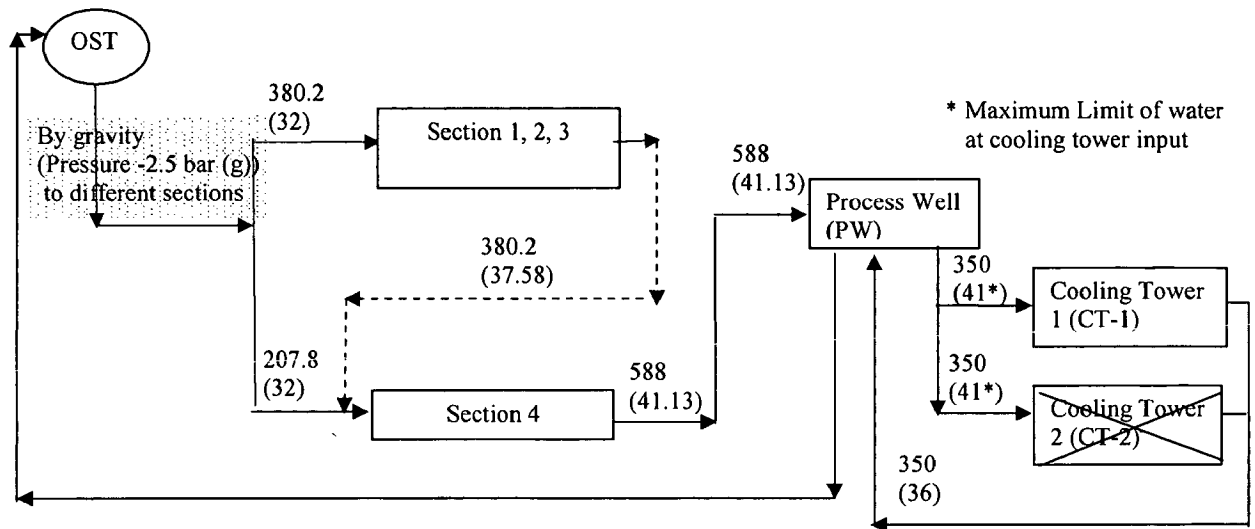 OST
380.2
(32)
Section 1, 2, 3
* Maximum Limit of water
at cooling tower input
By gravity
(Pressure -2.5 bar (g))
to different sections
588
(41.13)
Process Well
(PW)
380.2
(37.58)
350
(41*)
Cooling Tower
1 (CT-1)
207.8
(32)
588
(41.13)
350
(41*)
Section 4
Cooling Tower
2 (CT-2)
350
(36)